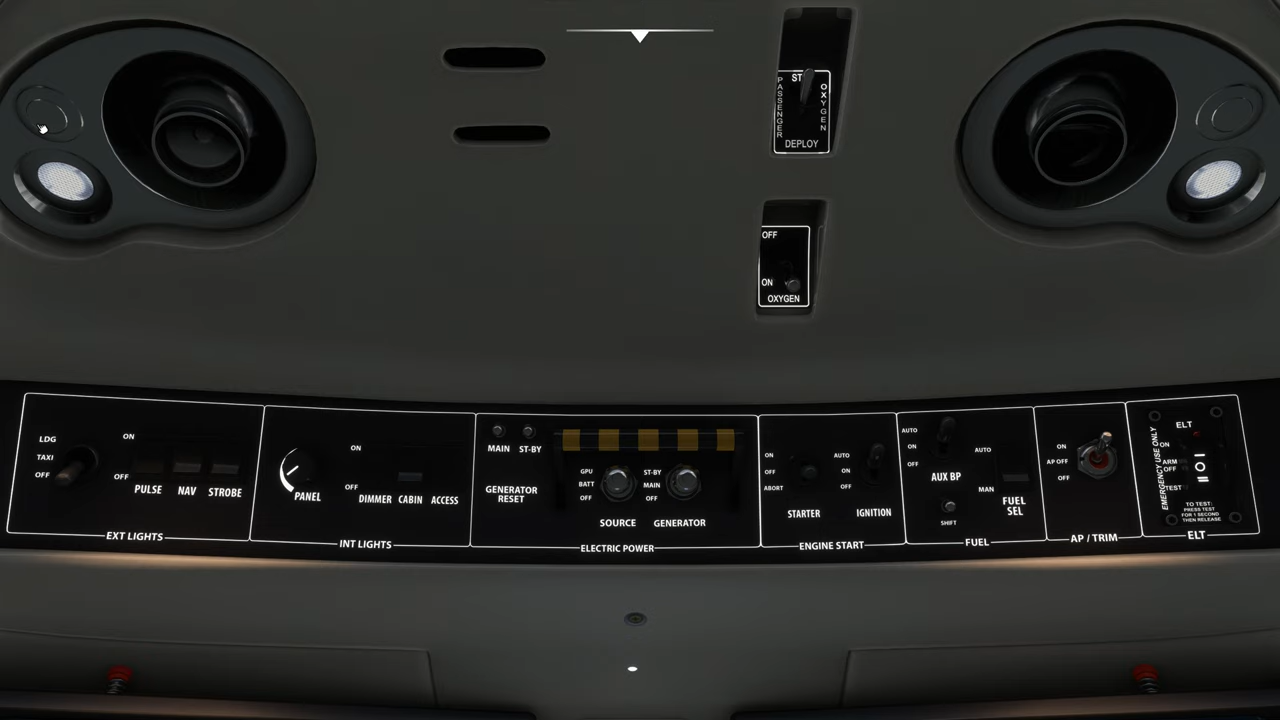 ST
PASSENGER
OXYGEN
DEPLOY
OFF
ON
OXYGEN
LDG
TAXI
OFF
ON
OFF
PULSE
NAV
STROBE
EXT LIGHTS
PANEL
ON
OFF
DIMMER
CABIN
ACCESS
INT LIGHTS
MAIN
ST-BY
GENERATOR
RESET
GPU
BATT
OFF
SOURCE
ST-BY
MAIN
OFF
GENERATOR
ELECTRIC POWER
ON
OFF
ABORT
STARTER
AUTO
ON
OFF
IGNITION
ENGINE START
AUTO
ON
OFF
AUX BP
SHIFT
AUTO
MAN
FUEL
SEL
FUEL
ON
AP OFF
OFF
AP / TRIM
EMERGENCY USE ONLY
ELT
ON
ARM
OFF
TEST
TO TEST:
PRESS TEST
FOR 1 SECOND
THEN RELEASE
ELT